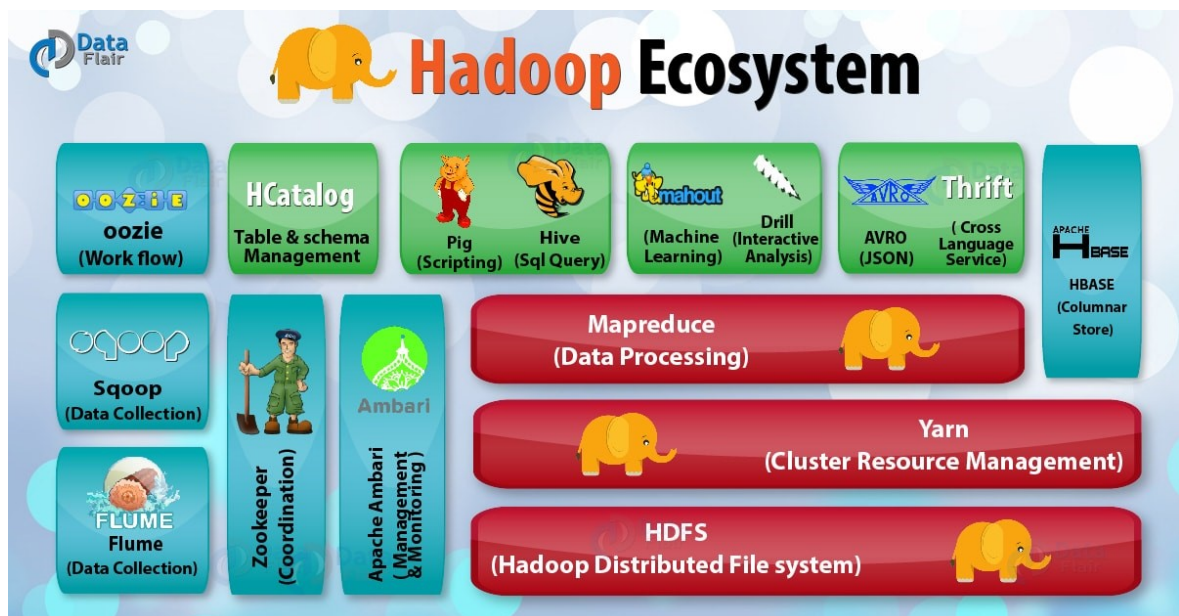 Data
Flair
Hadoop Ecosystem
OOZIE
oozie
(Work flow)
HCatalog
Table & schema
Management
Pig
(Scripting)
Hive
(Sql Query)
mahout
(Machine
Learning)
Drill
(Interactive
Analysis)
AVRO
AVRO
(JSON)
Thrift
( Cross
Language
Service)
APACHE
HBASE
HBASE
(Columnar
Store)
sqoop
Sqoop
(Data Collection)
FLUME
Flume
(Data Collection)
Zookeeper
(Coordination)
Ambari
Apache Ambari
( Management
& Monitoring )
Mapreduce
(Data Processing)
Yarn
(Cluster Resource Management)
HDFS
(Hadoop Distributed File system)